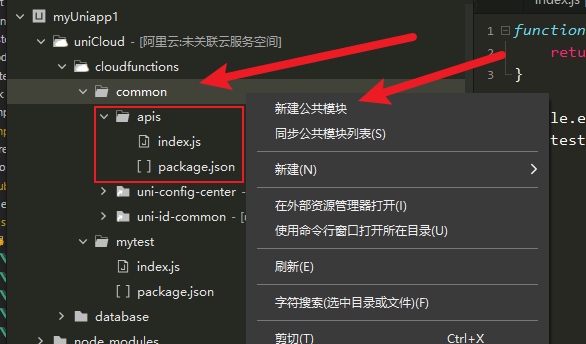 myUniapp1
uniCloud - [阿里云:未关联云服务空间]
cloudfunctions
common
apis
index.js
package.json
uni-config-center -
uni-id-common -
mytest
index.js
package.json
database
node_modules
新建公共模块
同步公共模块列表(S)
新建(N)
在外部资源管理器打开(I)
使用命令行窗口打开所在目录(U)
刷新(E)
字符搜索(选中目录或文件)(F)
剪切(T) Ctrl+X
index.js
1 function
2 retu
3 }
le.e
test